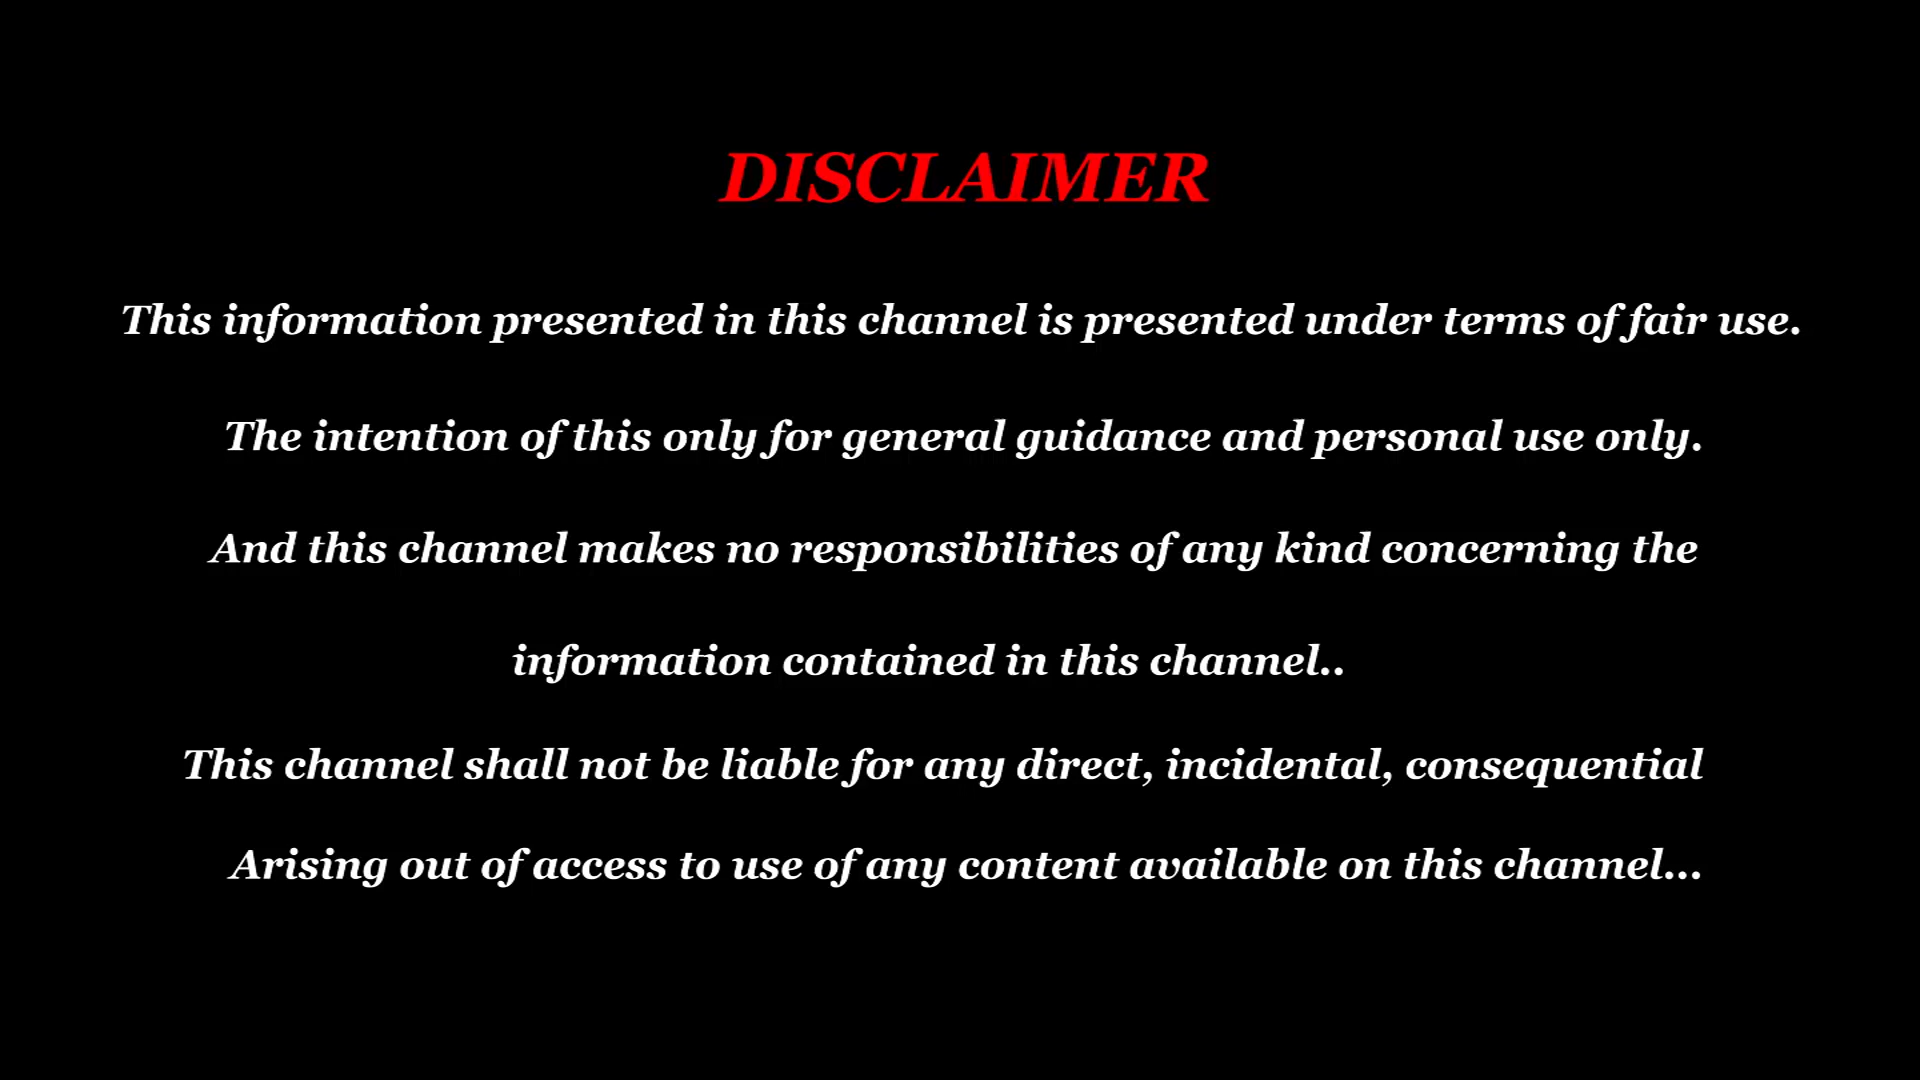 DISCLAIMER
This information presented in this channel is presented under terms of fair use.
The intention of this only for general guidance and personal use only.
And this channel makes no responsibilities of any kind concerning the
information contained in this channel..
This channel shall not be liable for any direct, incidental, consequential
Arising out of access to use of any content available on this channel...